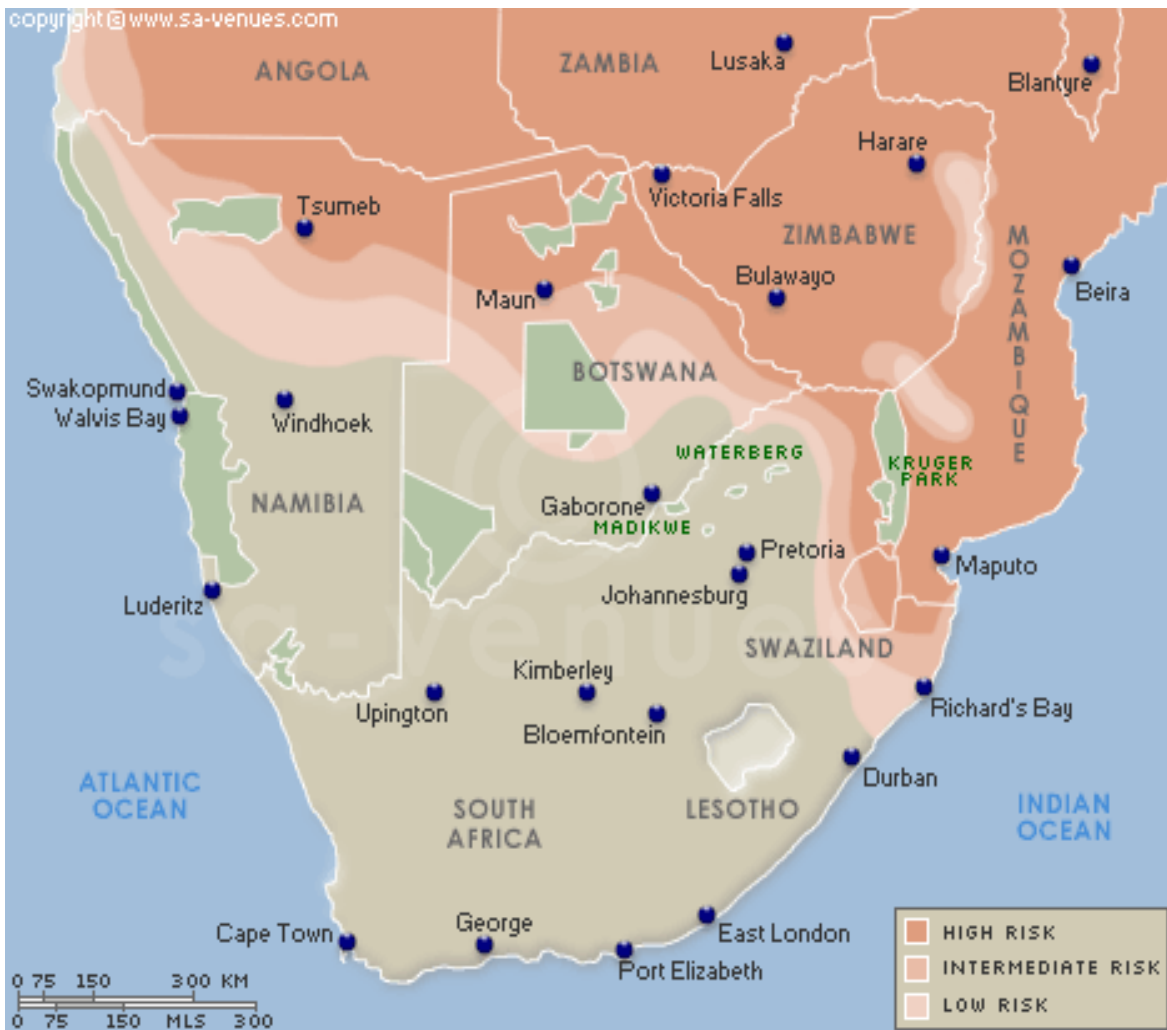 copyright©www.sa-venues.com
ANGOLA
ZAMBIA
Lusaka
Blantyre
Harare
Tsumeb
Victoria Falls
ZIMBABWE
MOZAMBIQUE
Maun
Bulawayo
Beira
BOTSWANA
Swakopmund
Walvis Bay
Windhoek
WATERBERG
KRUGER
PARK
NAMIBIA
Gaborone
MADIKWE
Pretoria
Maputo
Luderitz
Johannesburg
©
sa-venues
SWAZILAND
Kimberley
Upington
Richard's Bay
Bloemfontein
Durban
ATLANTIC
OCEAN
SOUTH
AFRICA
LESOTHO
INDIAN
OCEAN
Cape Town
George
East London
Port Elizabeth
HIGH RISK
INTERMEDIATE RISK
LOW RISK
0 75 150 300 KM
0 75 150 MLS 300